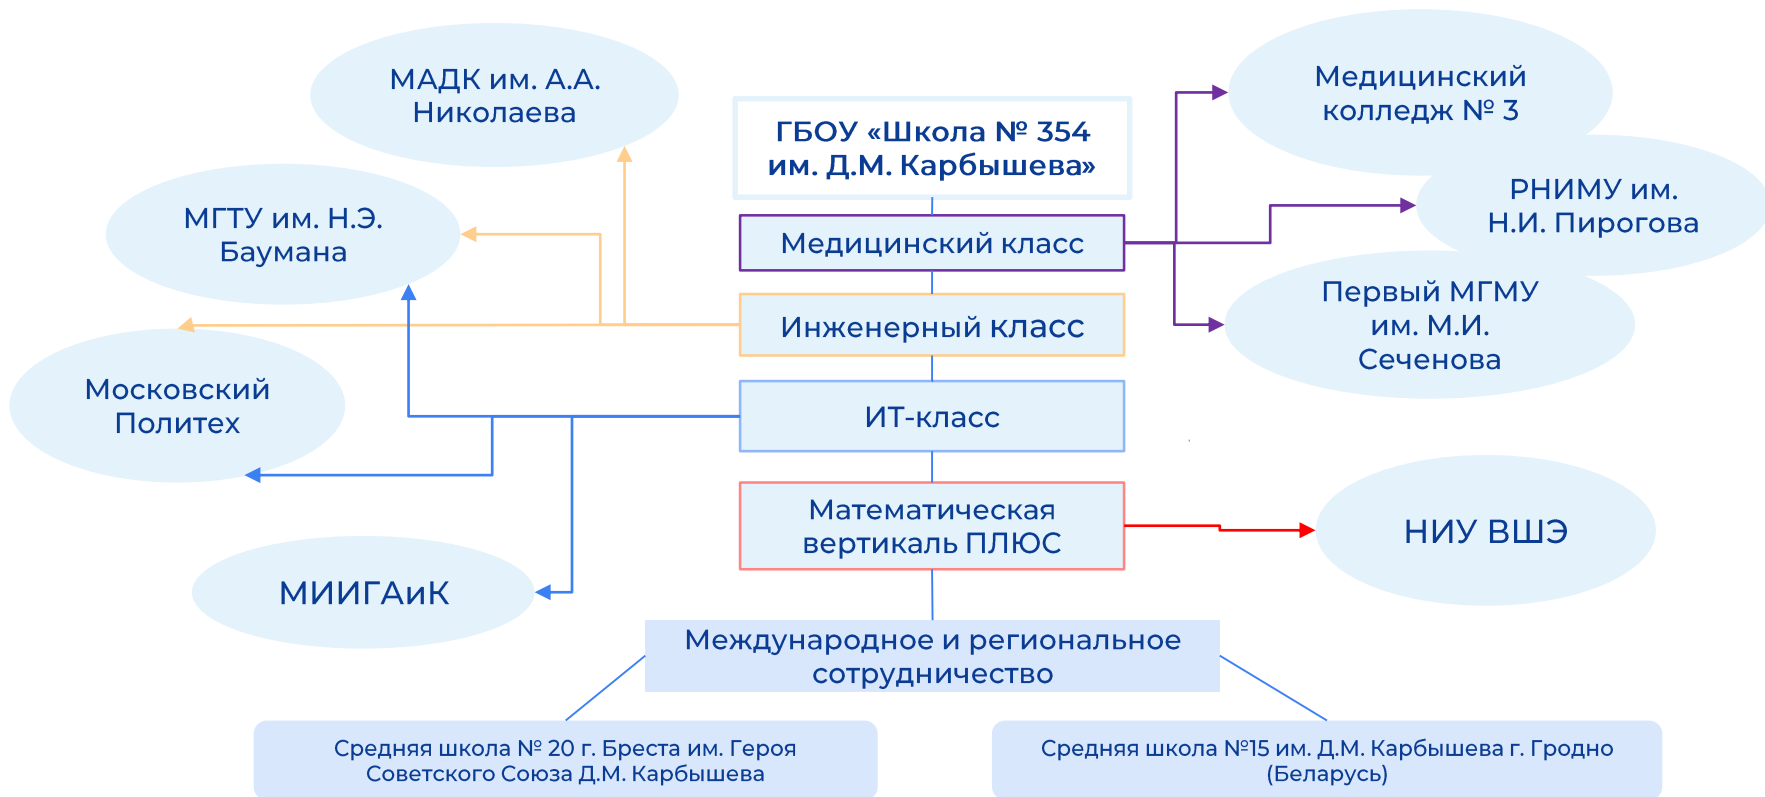 МАДК им. А.А.
Николаева
МГТУ им. Н.Э.
Баумана
Московский
Политех
МИИГАиК
ГБОУ «Школа № 354
им. Д.М. Карбышева»
Медицинский класс
Инженерный класс
ИТ-класс
Математическая
вертикаль ПЛЮС
Медицинский
колледж № 3
РНИМУ им.
Н.И. Пирогова
Первый МГМУ
им. М.И.
Сеченова
НИУ ВШЭ
Международное и региональное
сотрудничество
Средняя школа № 20 г. Бреста им. Героя
Советского Союза Д.М. Карбышева
Средняя школа №15 им. Д.М. Карбышева г. Гродно
(Беларусь)